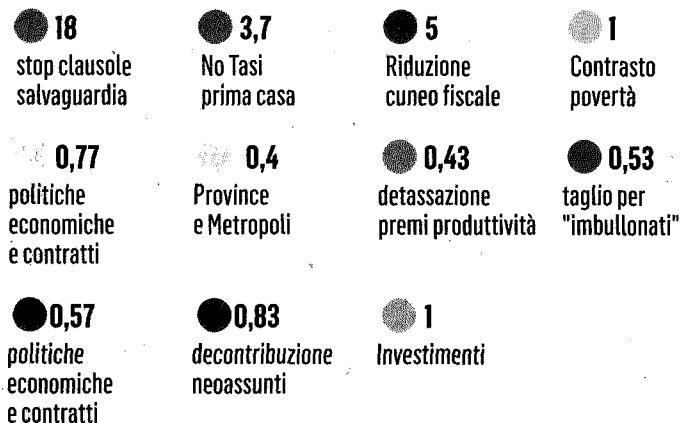 18
stop clausole
salvaguardia
3,7
No Tasi
prima casa
5
Riduzione
cuneo fiscale
1
Contrasto
povertà
0,77
politiche
economiche
e contratti
0,4
Province
e Metropoli
0,43
detassazione
premi produttività
0,53
taglio per
"imbullonati"
0,57
politiche
economiche
e contratti
0,83
decontribuzione
neoassunti
1
Investimenti